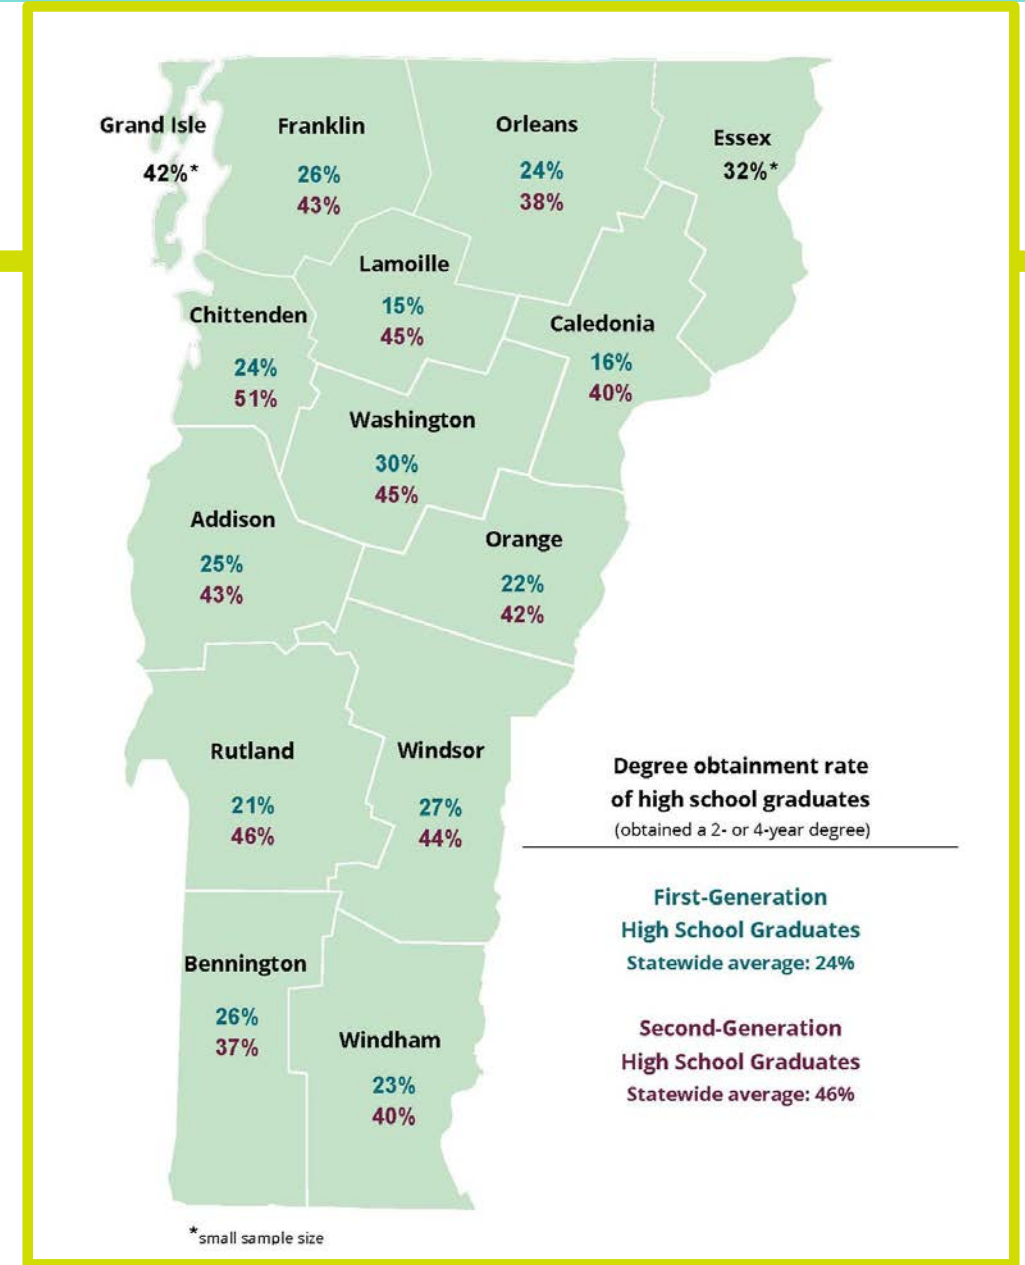 Grand Isle
42%*
Franklin
26%
43%
Orleans
24%
38%
Essex
32%*
Lamoille
15%
45%
Chittenden
24%
51%
Caledonia
16%
40%
Washington
30%
45%
Addison
25%
43%
Orange
22%
42%
Rutland
21%
46%
Windsor
27%
44%
Bennington
26%
37%
Windham
23%
40%
Degree obtainment rate
of high school graduates
(obtained a 2- or 4-year degree)
First-Generation
High School Graduates
Statewide average: 24%
Second-Generation
High School Graduates
Statewide average: 46%
*small sample size